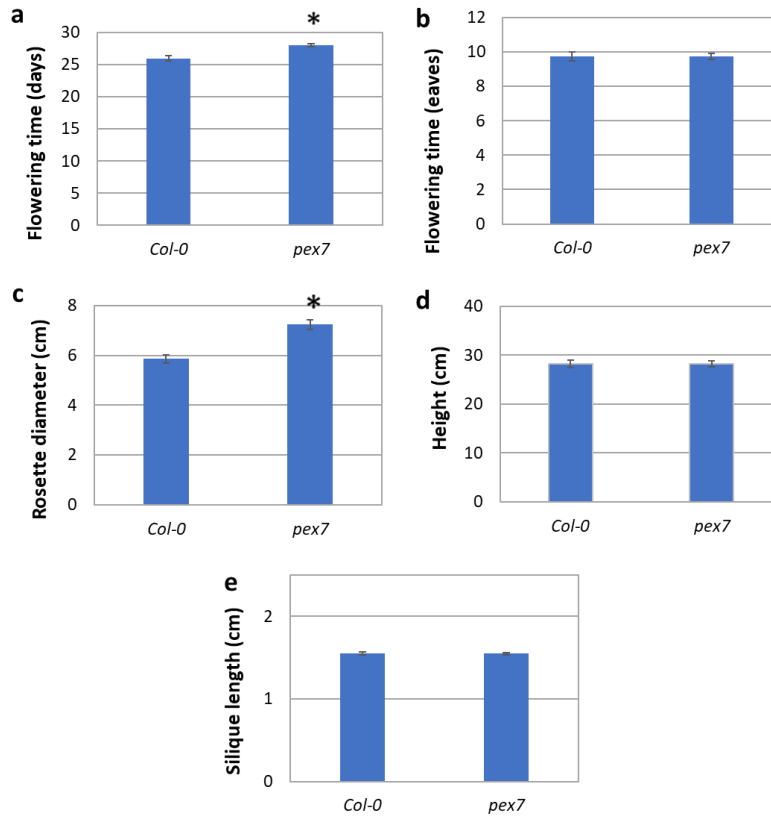 a
*
Flowering time (days)
30
25
20
15
10
5
0
Col-0 pex7
b
Flowering time (eaves)
12
10
8
6
4
2
0
Col-0 pex7
c
*
Rosette diameter (cm)
8
6
4
2
0
Col-0 pex7
d
Height (cm)
40
30
20
10
0
Col-0 pex7
e
Silique length (cm)
2
1
0
Col-0 pex7